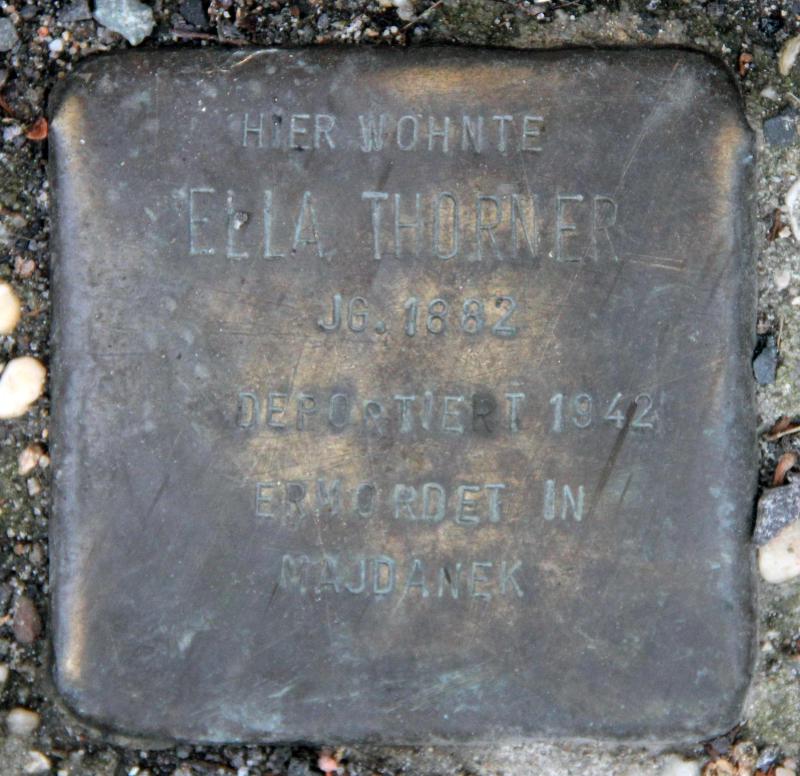 HIER WOHNTE
ELLA THORNER
JG. 1882
DEPORTIERT 1942
ERMORDET IN
MAJDANEK